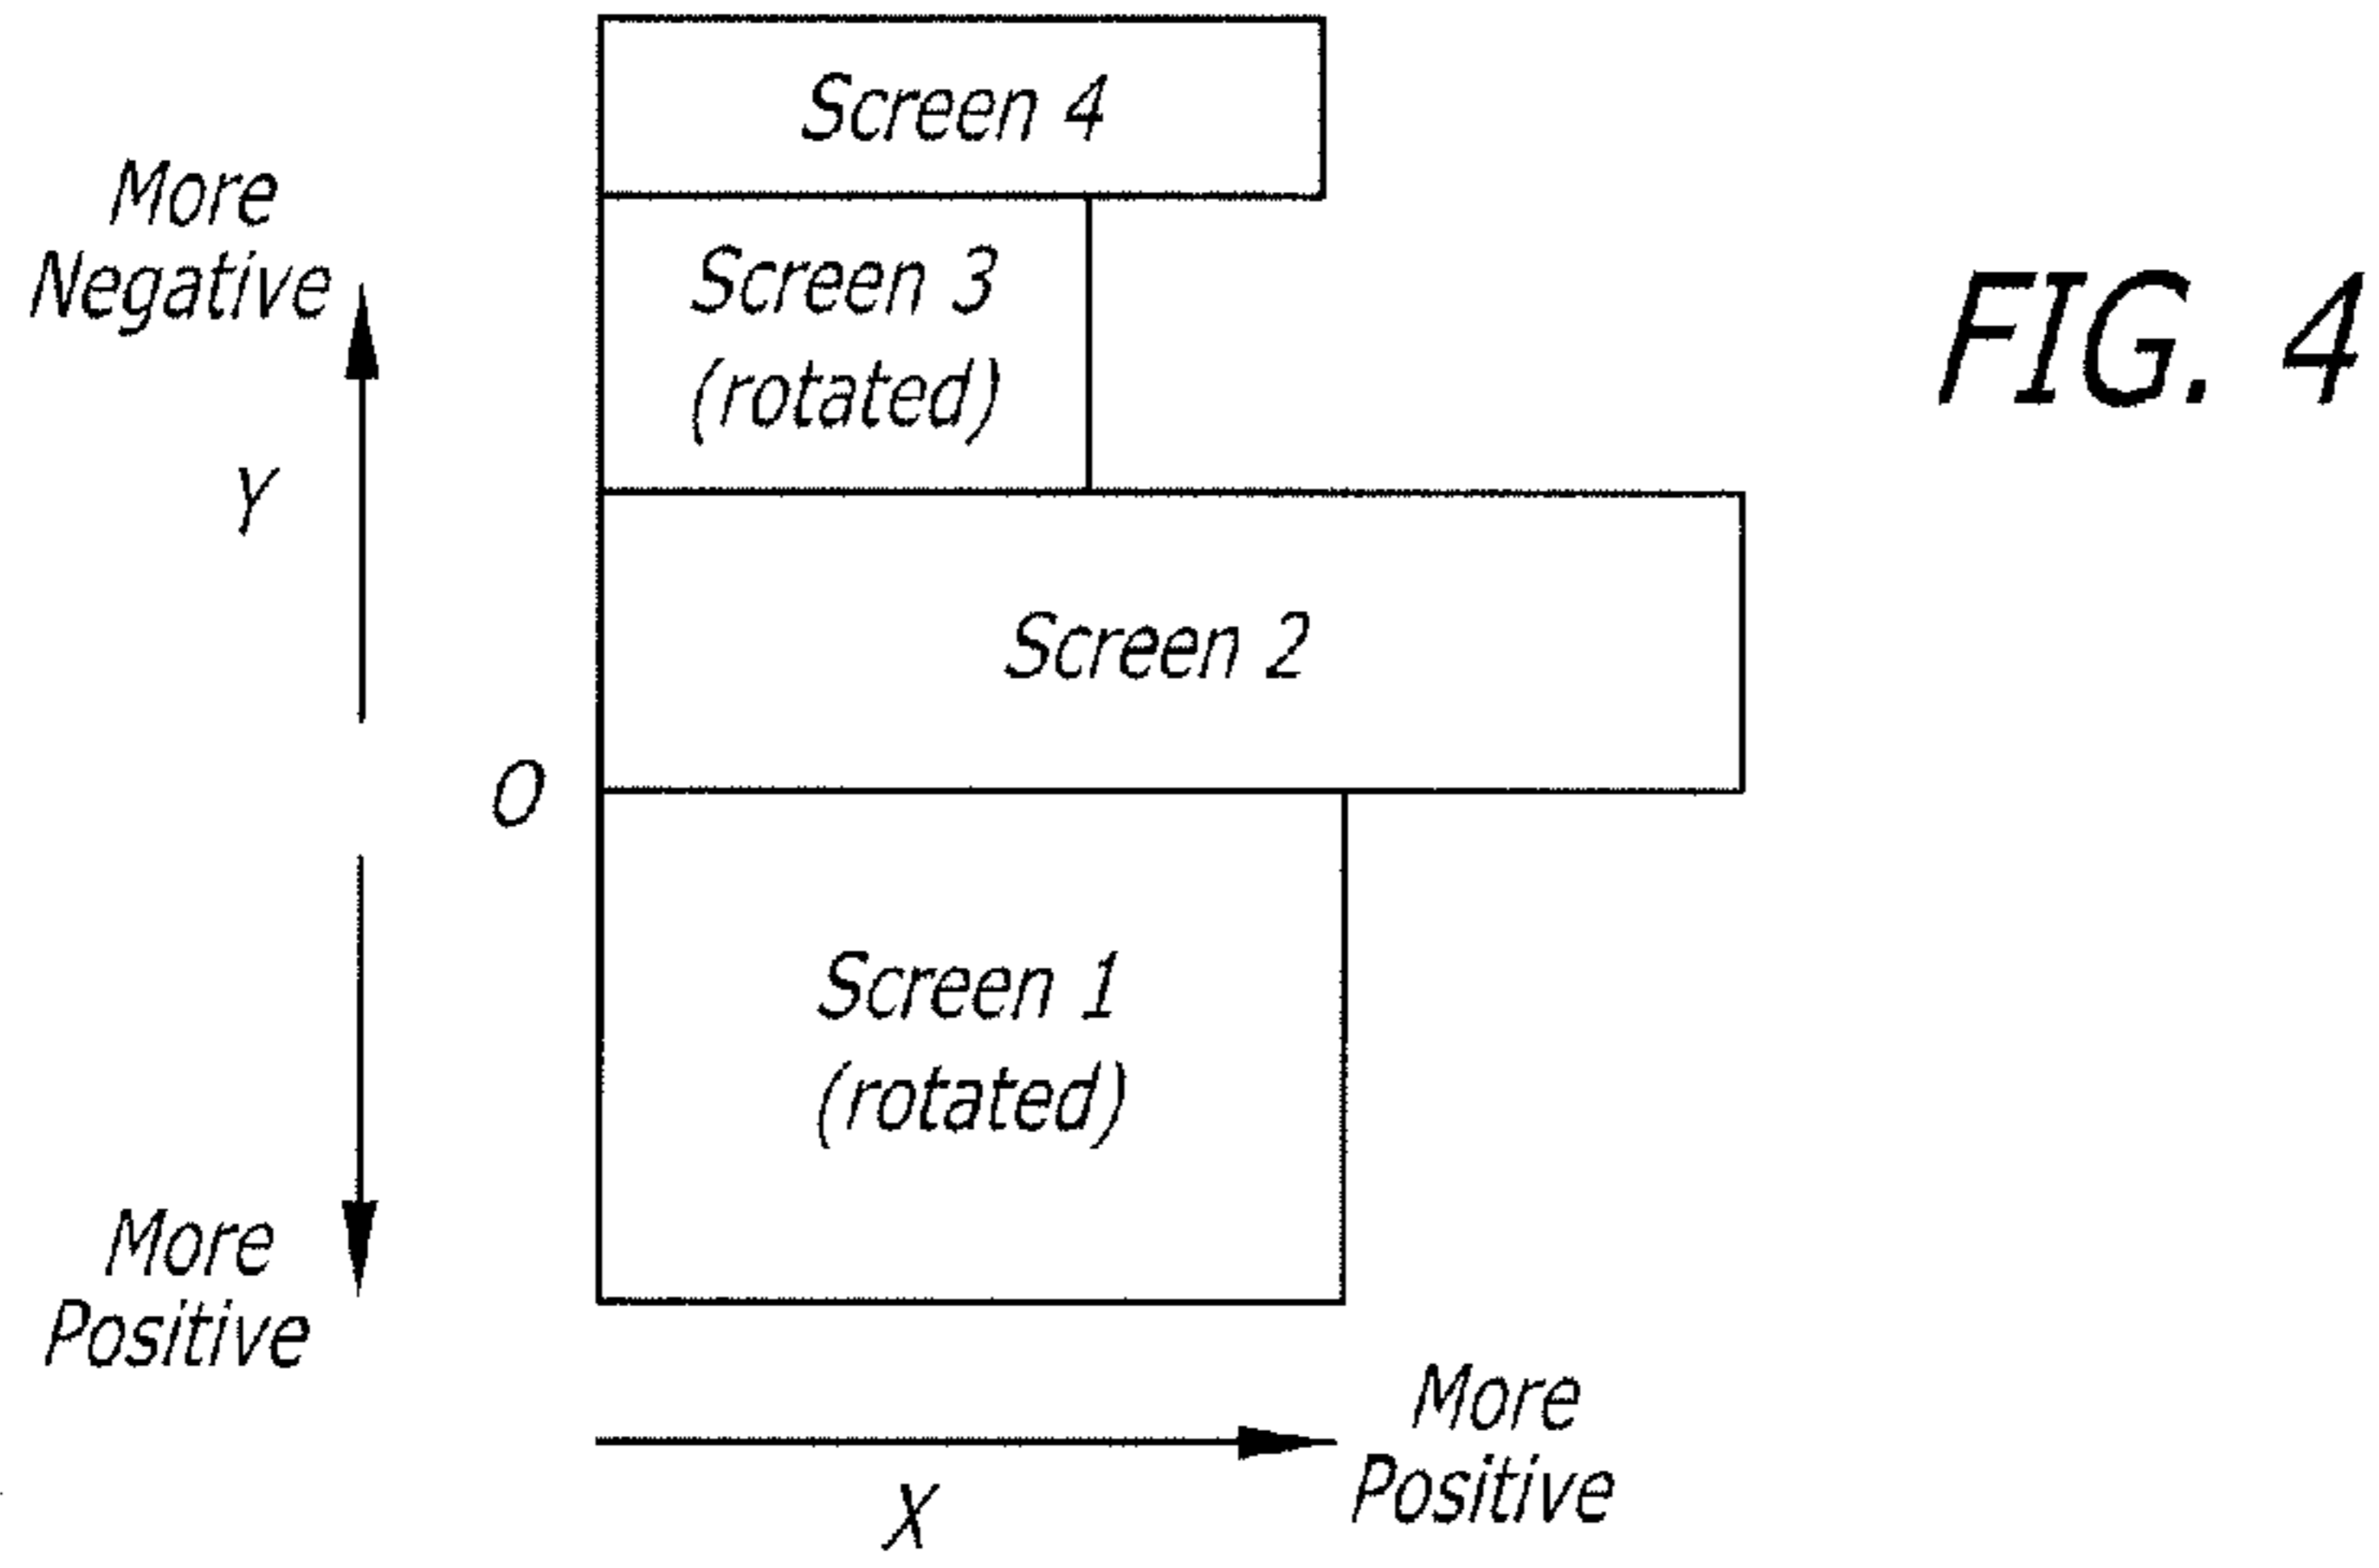 Screen 4
More
Negative
Screen 3
(rotated)
FIG. 4
Y
Screen 2
O
Screen 1
(rotated)
More
Positive
More
Positive
X